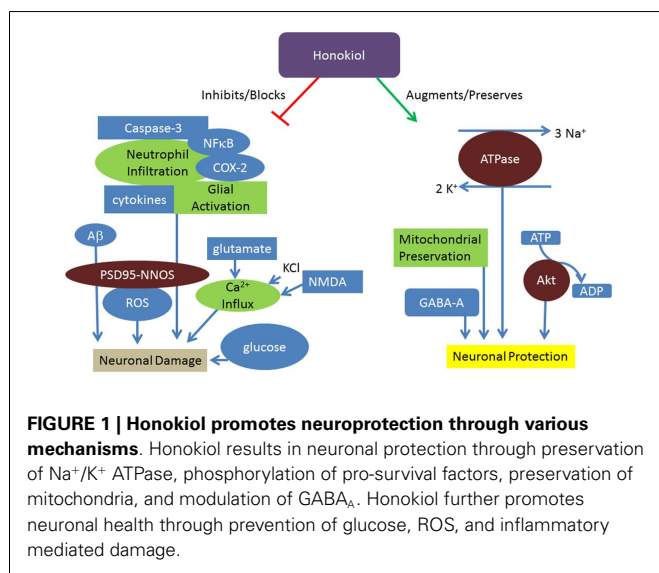 Honokiol
Inhibits/Blocks
Augments/Preserves
Caspase-3
NFκB
Neutrophil
Infiltration
COX-2
cytokines
Glial
Activation
Aβ
glutamate
PSD95-NNOS
KCl
NMDA
ROS
Ca²⁺
Influx
Neuronal Damage
glucose
3 Na⁺
ATPase
2 K⁺
Mitochondrial
Preservation
ATP
Akt
ADP
GABA-A
Neuronal Protection
FIGURE 1 | Honokiol promotes neuroprotection through various
mechanisms. Honokiol results in neuronal protection through preservation
of Na⁺/K⁺ ATPase, phosphorylation of pro-survival factors, preservation of
mitochondria, and modulation of GABAA. Honokiol further promotes
neuronal health through prevention of glucose, ROS, and inflammatory
mediated damage.